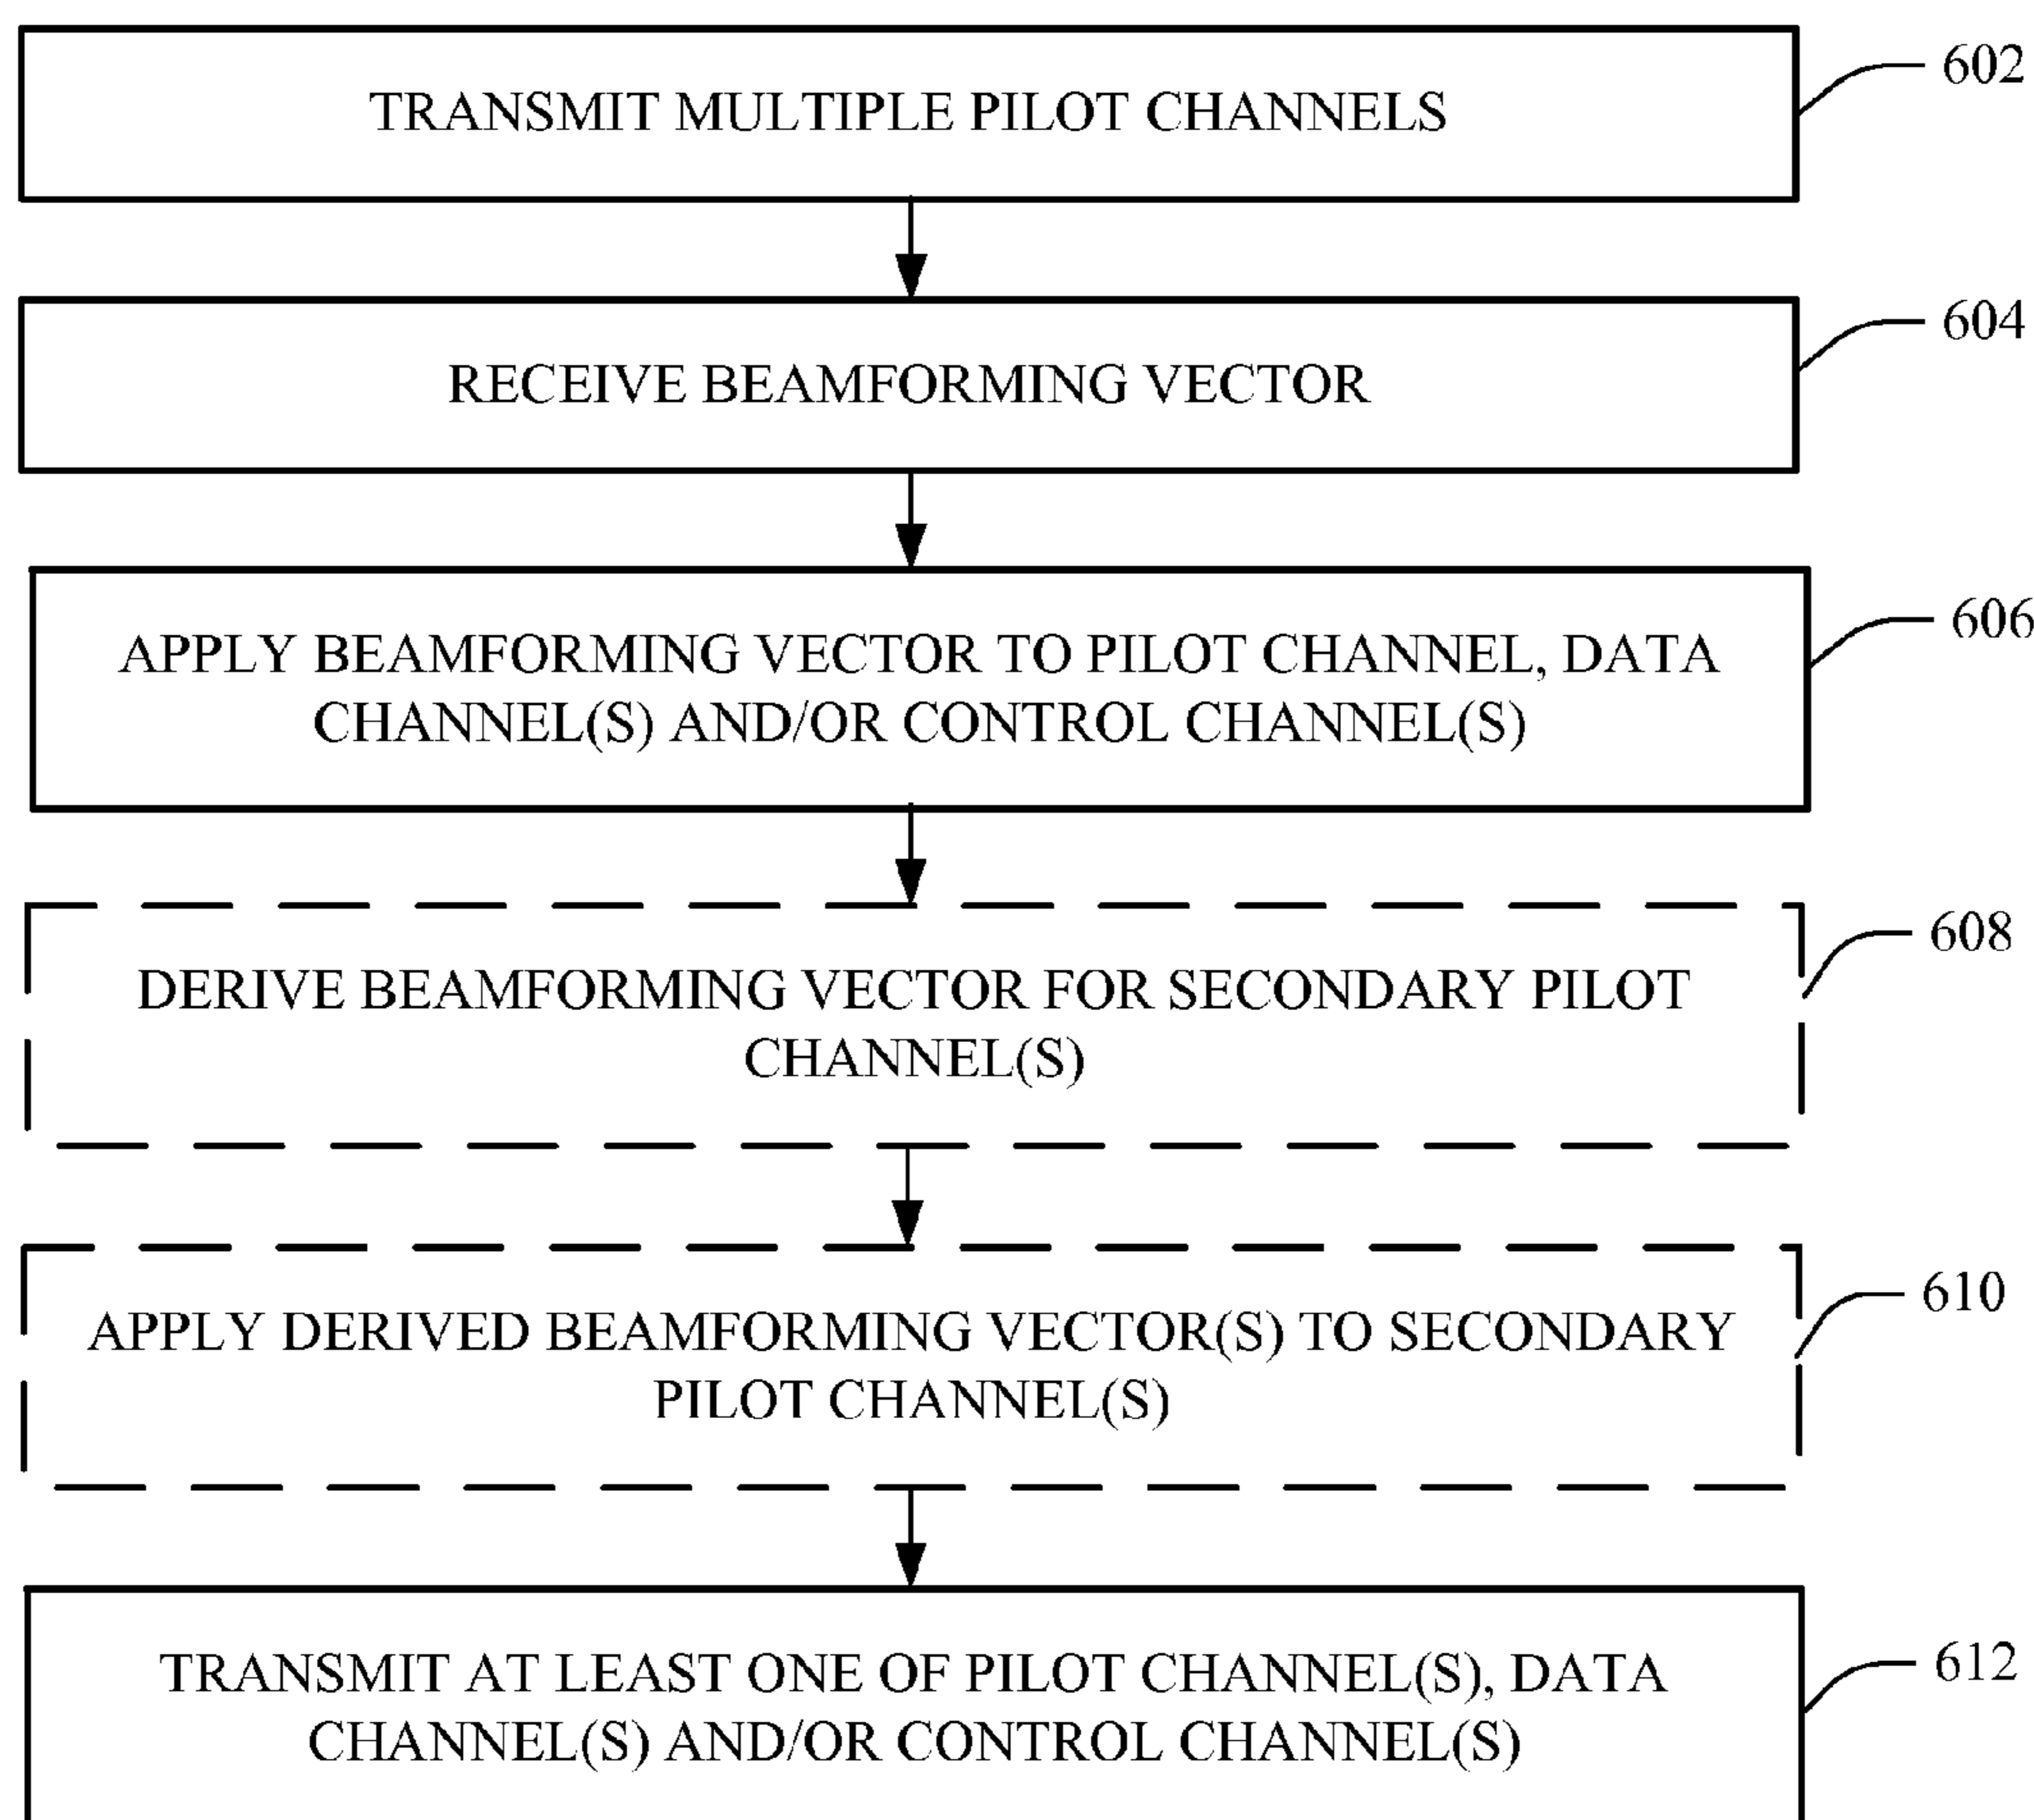 TRANSMIT MULTIPLE PILOT CHANNELS
602
RECEIVE BEAMFORMING VECTOR
604
APPLY BEAMFORMING VECTOR TO PILOT CHANNEL, DATA
CHANNEL(S) AND/OR CONTROL CHANNEL(S)
606
DERIVE BEAMFORMING VECTOR FOR SECONDARY PILOT
CHANNEL(S)
608
APPLY DERIVED BEAMFORMING VECTOR(S) TO SECONDARY
PILOT CHANNEL(S)
610
TRANSMIT AT LEAST ONE OF PILOT CHANNEL(S), DATA
CHANNEL(S) AND/OR CONTROL CHANNEL(S)
612